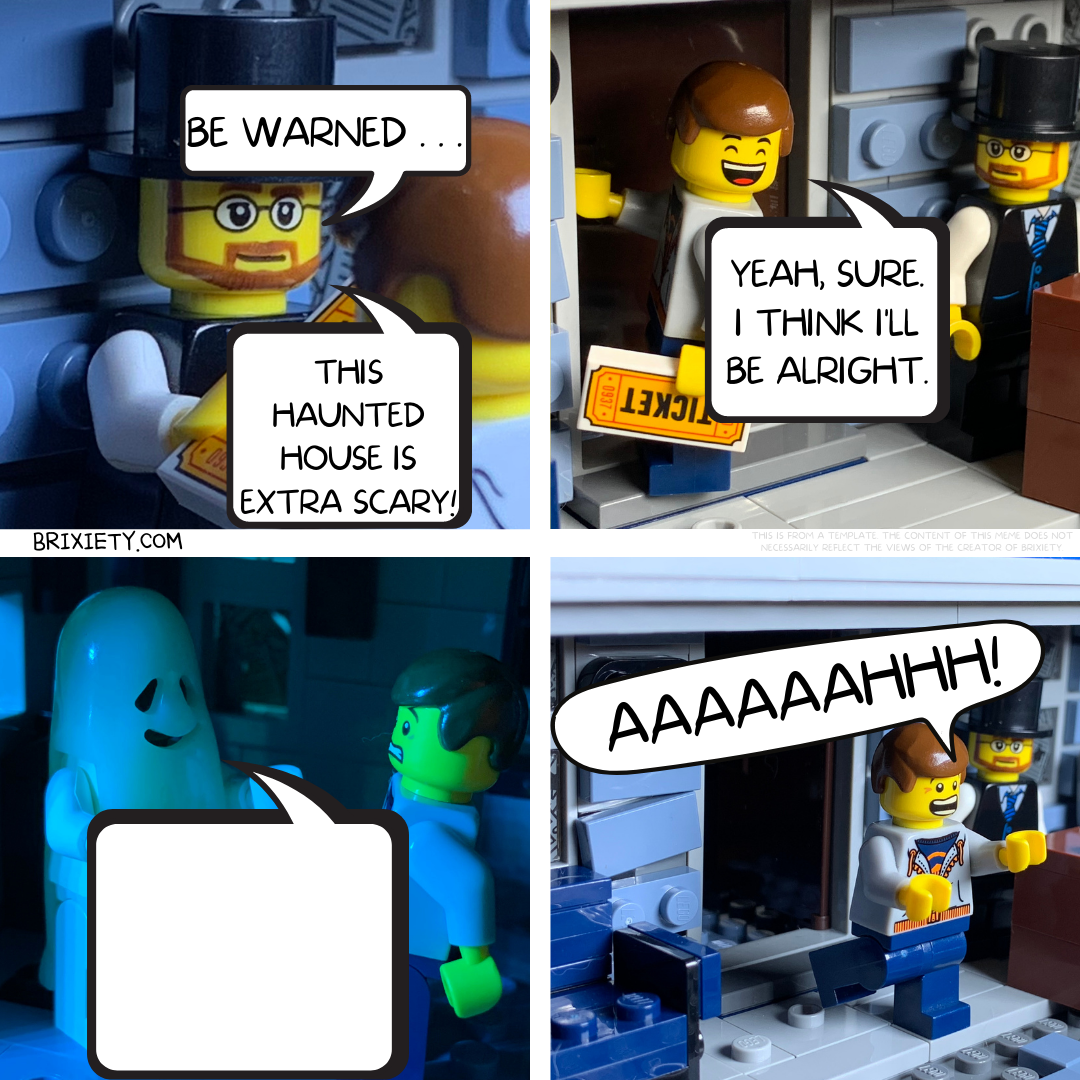 BE WARNED . . .
THIS
HAUNTED
HOUSE IS
EXTRA SCARY!
YEAH, SURE.
I THINK I'LL
BE ALRIGHT.
TICKET
0937
BRIXIETY.COM
THIS IS FROM A TEMPLATE. THE CONTENT OF THIS MEME DOES NOT
NECESSARILY REFLECT THE VIEWS OF THE CREATOR OF BRIXIETY
AAAAAAHHH!